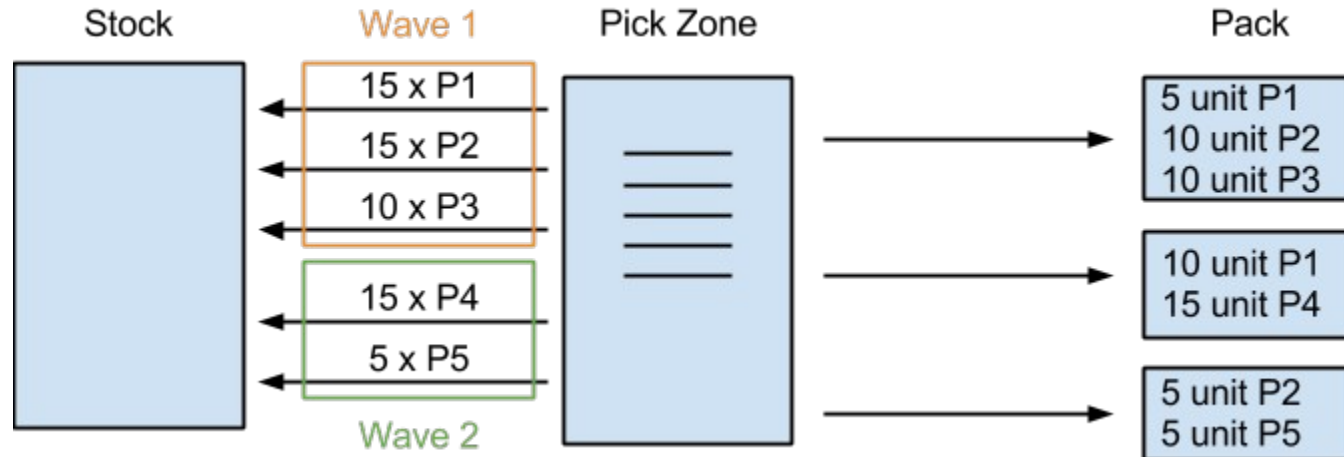 Stock
Wave 1
Pick Zone
Pack
15 x P1
15 x P2
10 x P3
15 x P4
5 x P5
Wave 2
5 unit P1
10 unit P2
10 unit P3
10 unit P1
15 unit P4
5 unit P2
5 unit P5